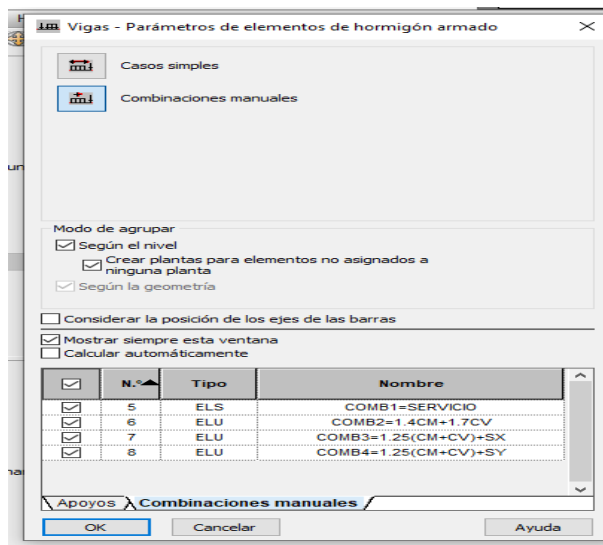 Vigas - Parámetros de elementos de hormigón armado
Casos simples
Combinaciones manuales
Modo de agrupar
Según el nivel
Crear plantas para elementos no asignados a
ninguna planta
Según la geometría
Considerar la posición de los ejes de las barras
Mostrar siempre esta ventana
Calcular automáticamente
N.º Tipo Nombre
5 ELS COMB1=SERVICIO
6 ELU COMB2=1.4CM+1.7CV
7 ELU COMB3=1.25(CM+CV)+SX
8 ELU COMB4=1.25(CM+CV)+SY
Apoyos Combinaciones manuales
OK Cancelar Ayuda